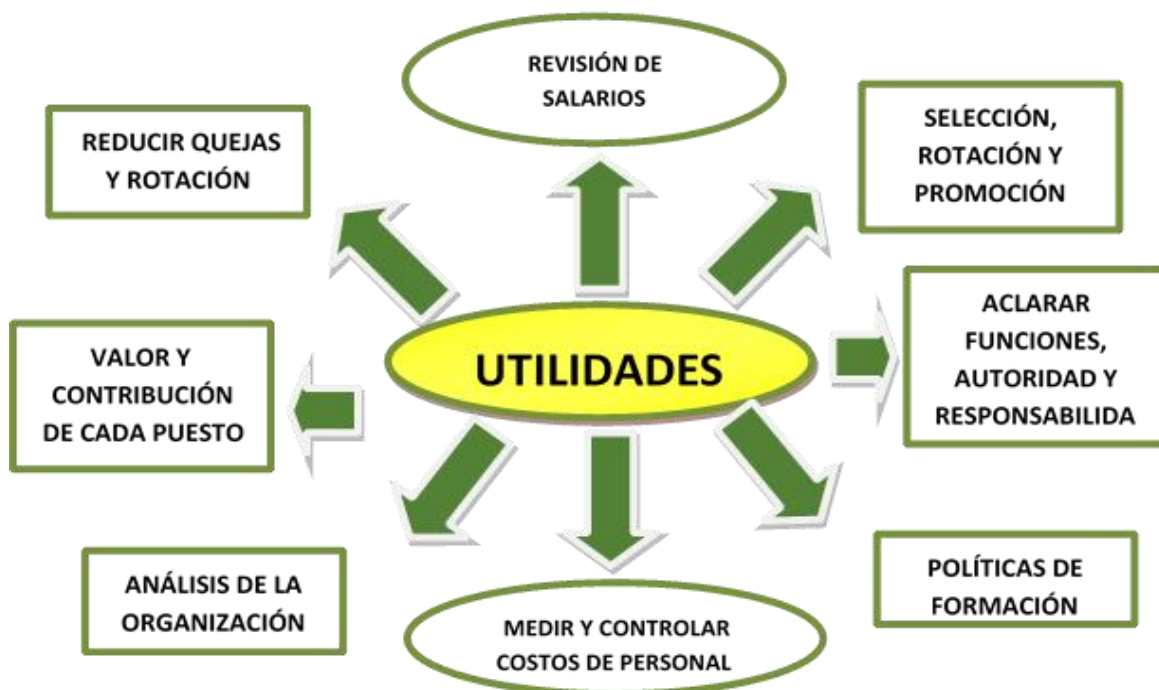 REVISIÓN DE
SALARIOS
SELECCIÓN,
ROTACIÓN Y
PROMOCIÓN
REDUCIR QUEJAS
Y ROTACIÓN
ACLARAR
FUNCIONES,
AUTORIDAD Y
RESPONSABILIDA
UTILIDADES
VALOR Y
CONTRIBUCIÓN
DE CADA PUESTO
ANÁLISIS DE LA
ORGANIZACIÓN
MEDIR Y CONTROLAR
COSTOS DE PERSONAL
POLÍTICAS DE
FORMACIÓN